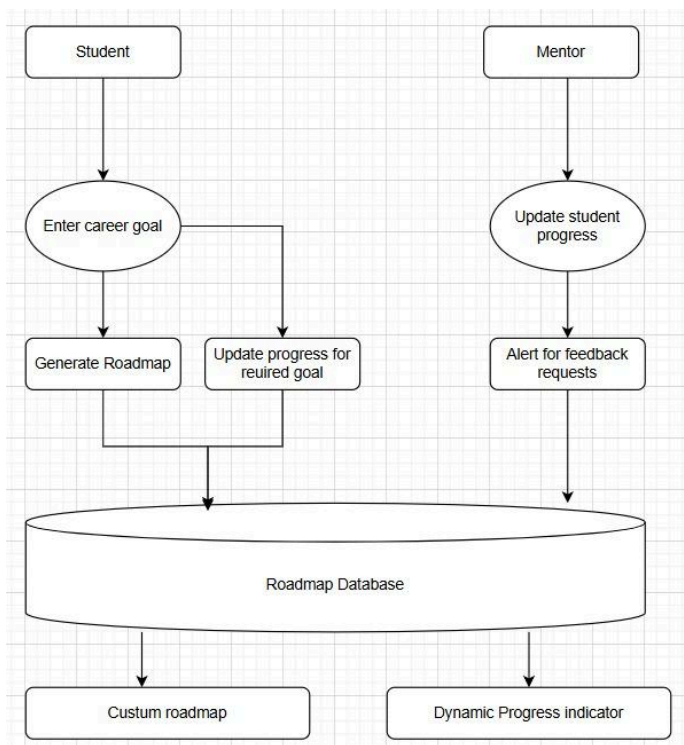 Student
Mentor
Enter career goal
Update student
progress
Generate Roadmap
Update progress for
reuired goal
Alert for feedback
requests
Roadmap Database
Custum roadmap
Dynamic Progress indicator